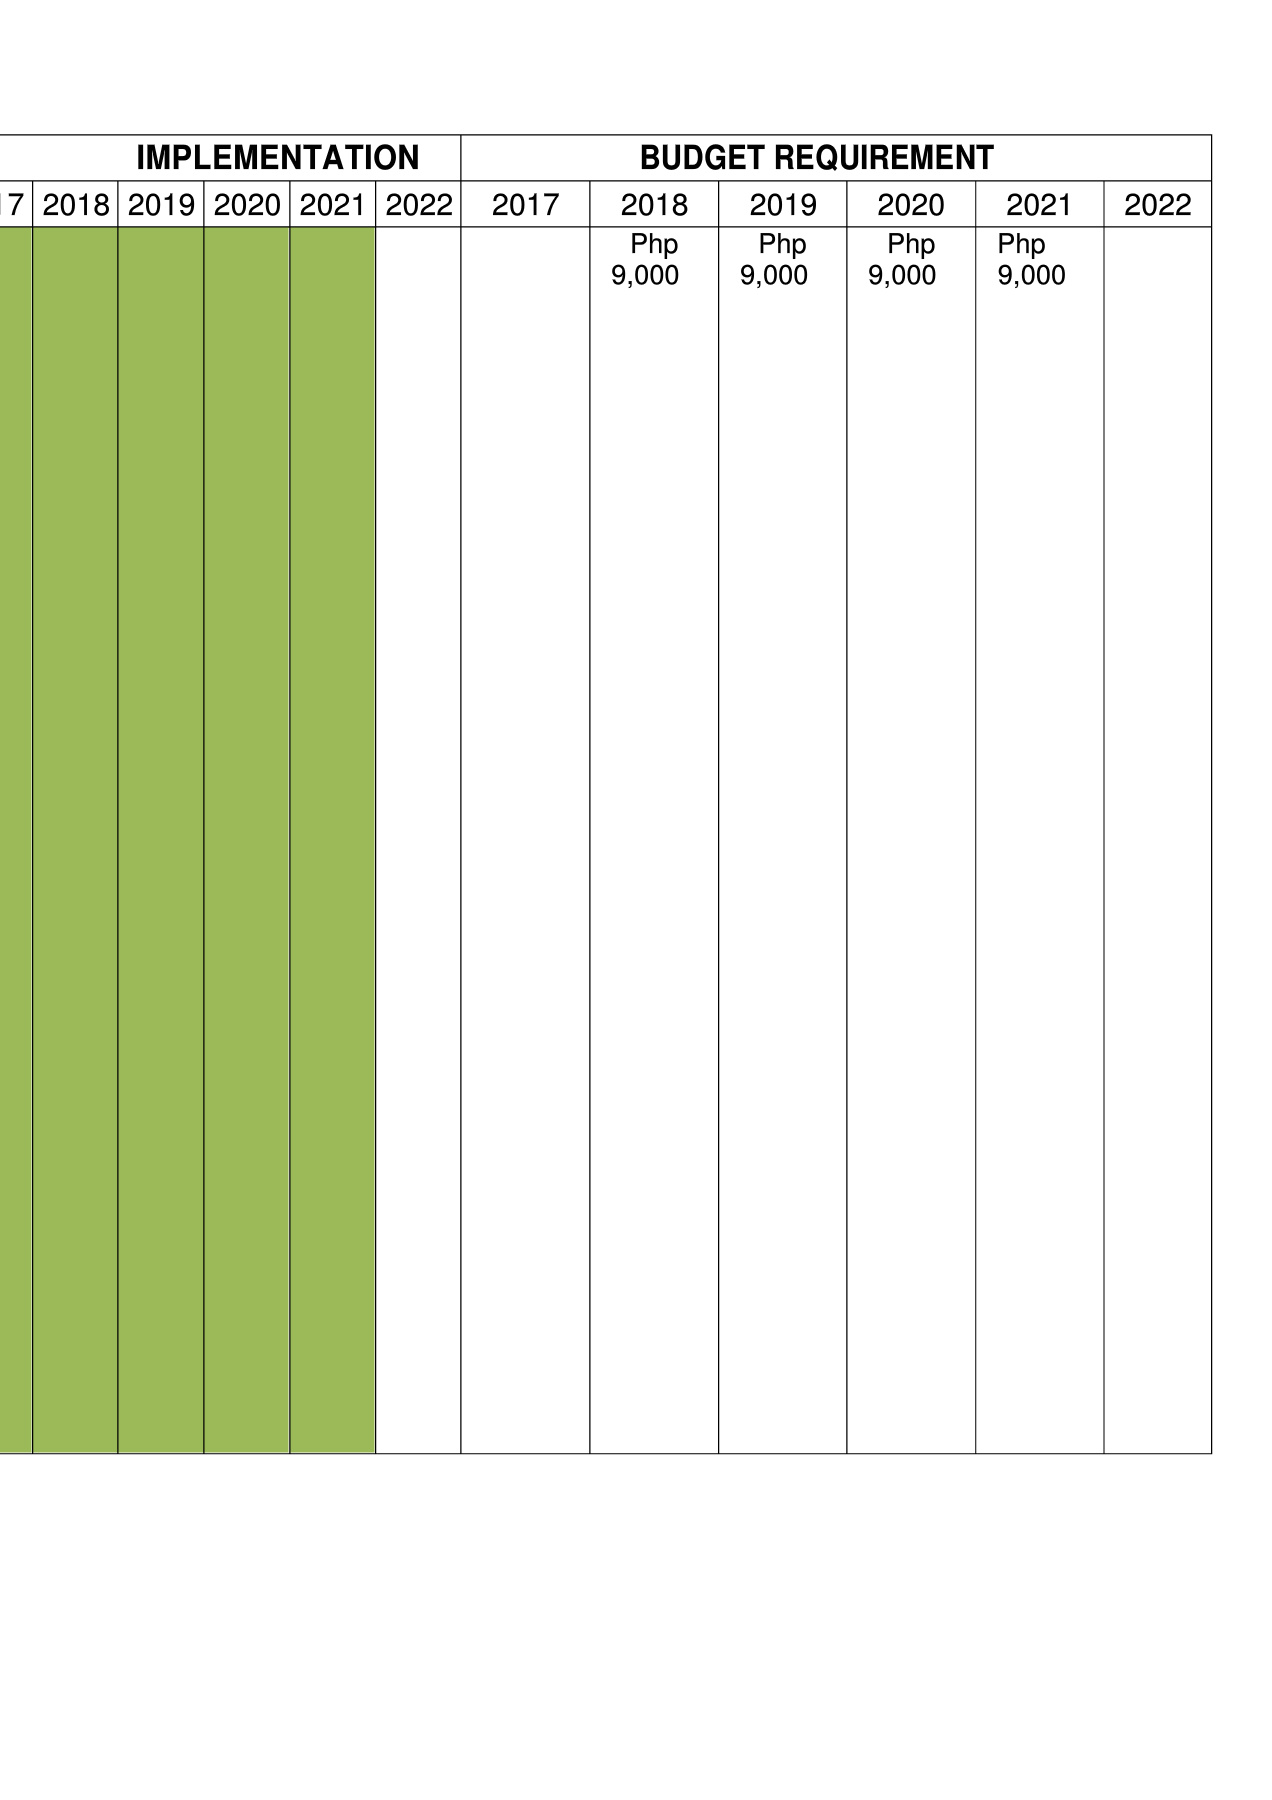 IMPLEMENTATION BUDGET REQUIREMENT
17 2018 2019 2020 2021 2022 2017 2018 2019 2020 2021 2022
Php Php Php Php
9,000 9,000 9,000 9,000